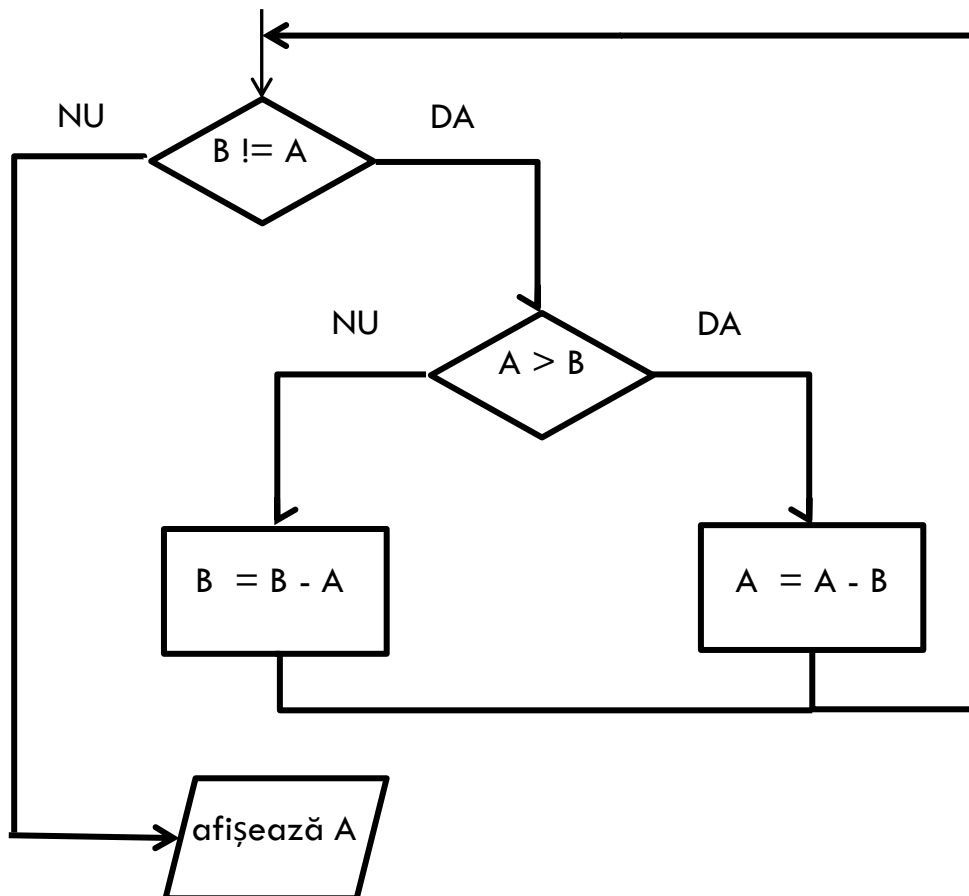 NU
DA
B != A
NU
DA
A > B
B = B - A
A = A - B
afișează A